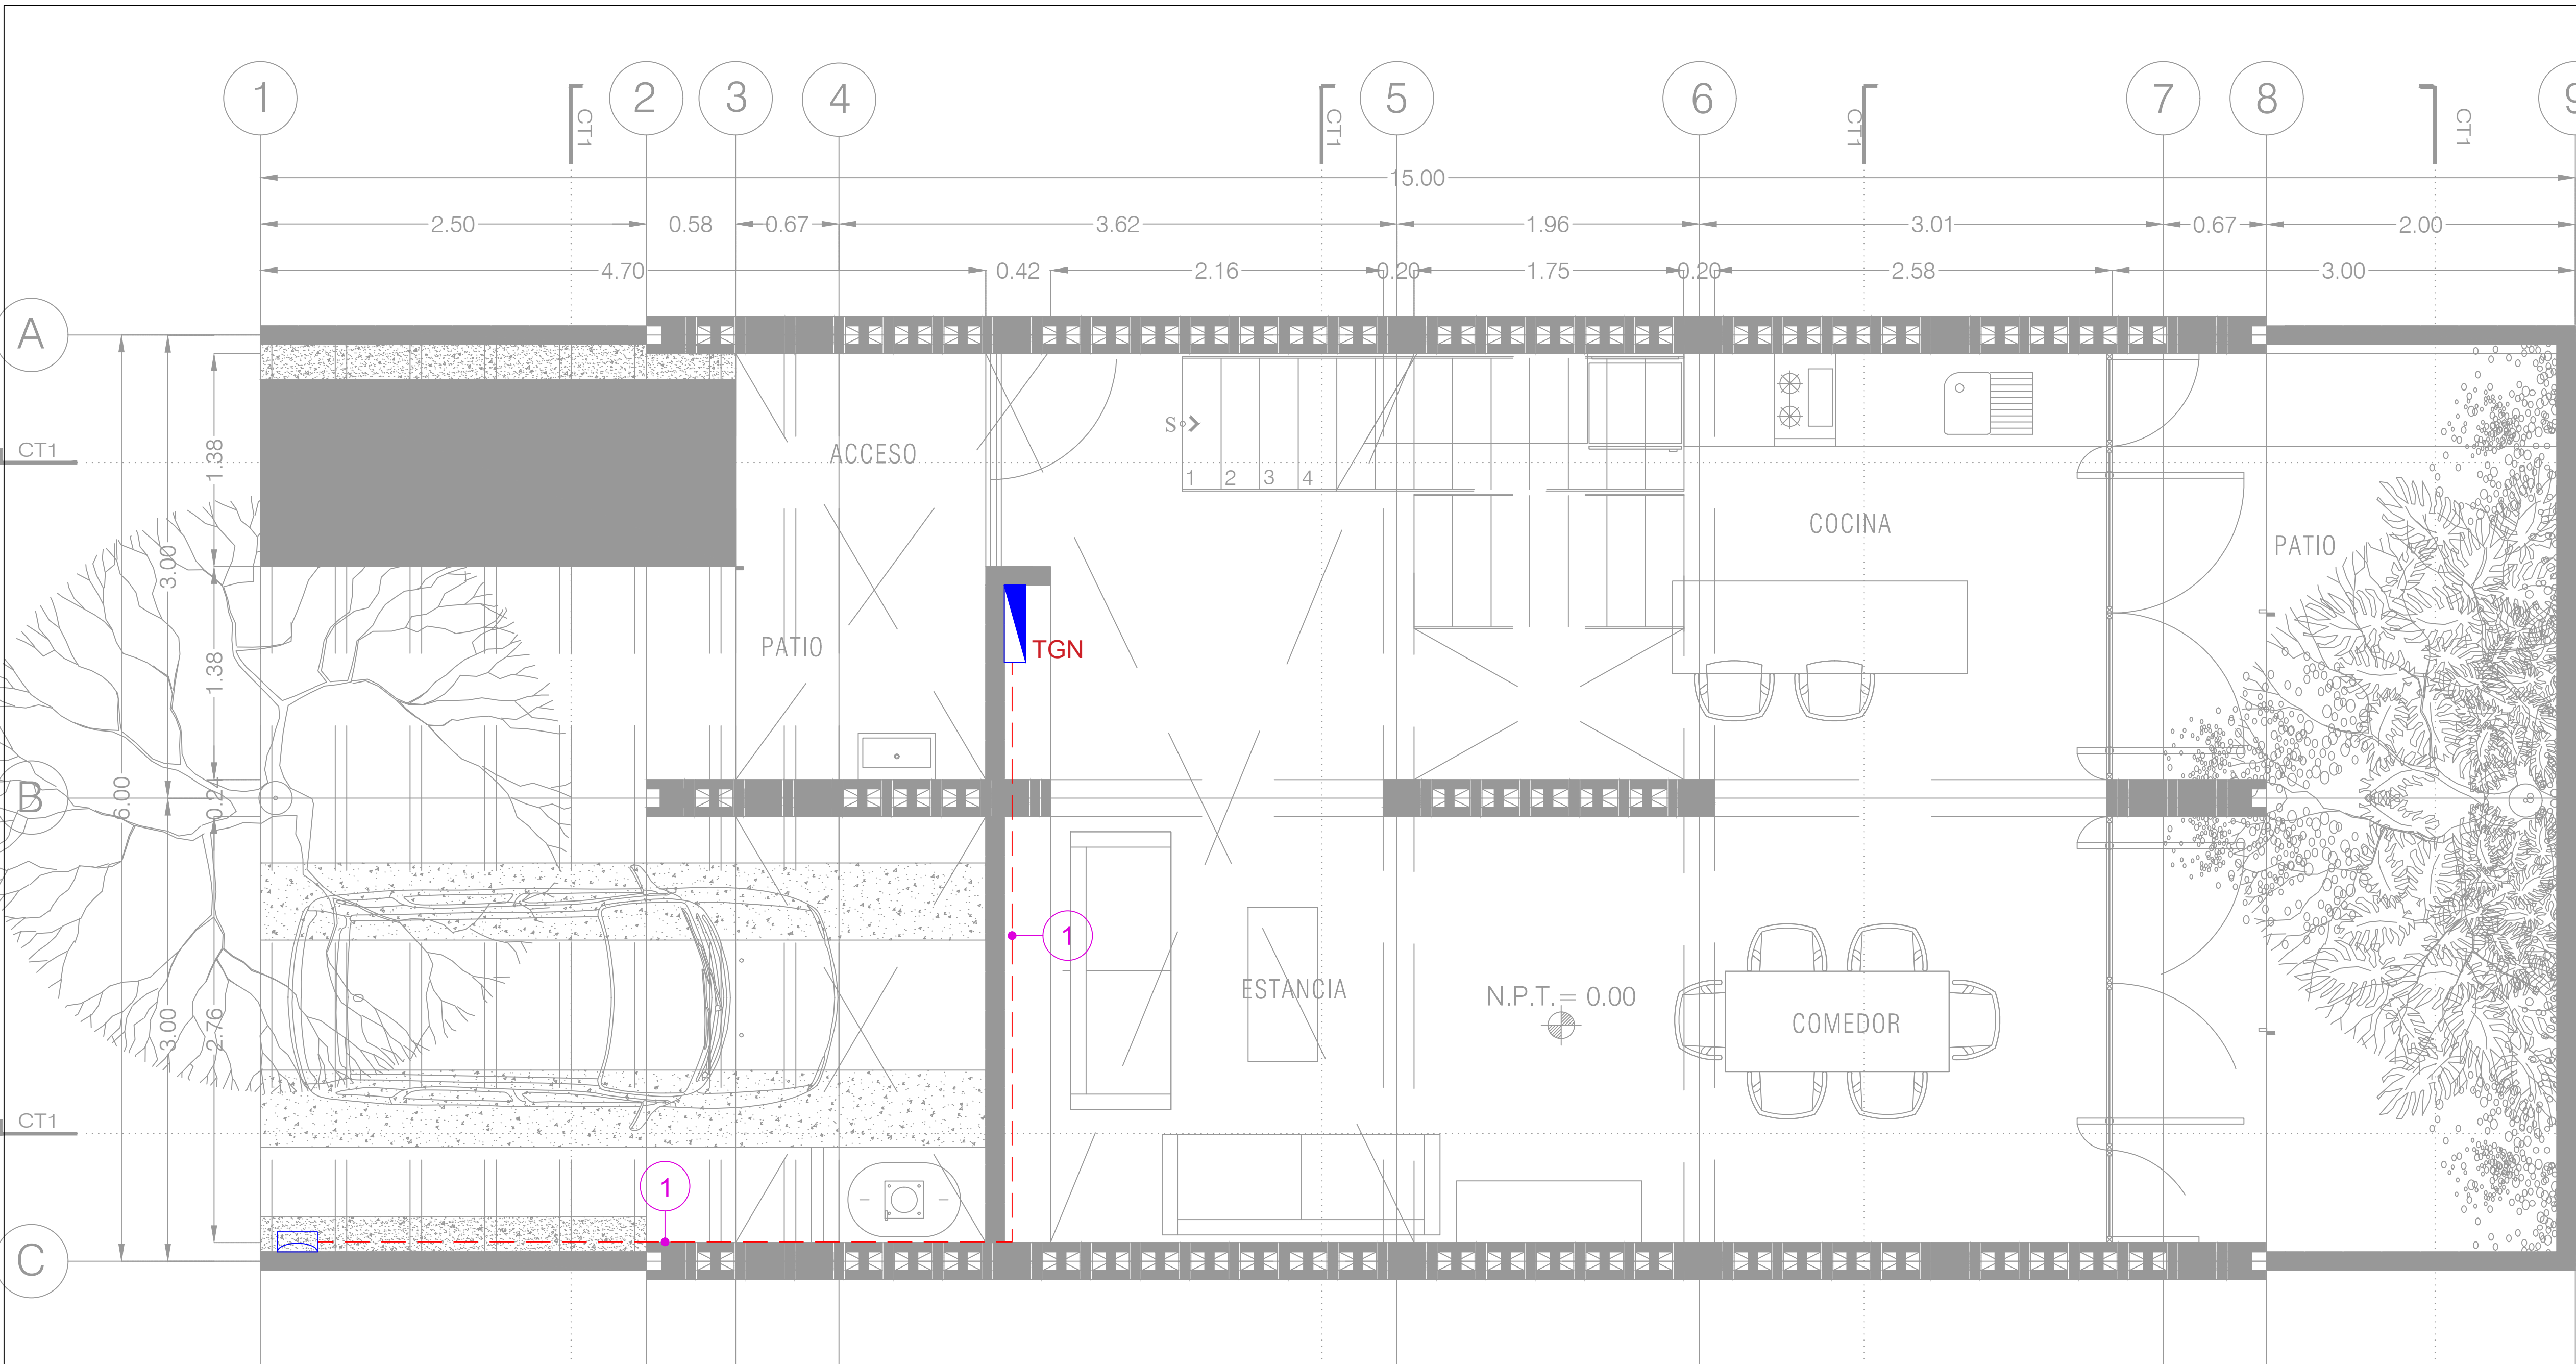 1
2
3
4
5
6
7
8
9
CT1
CT1
CT1
CT1
15.00
2.50
0.58
0.67
3.62
1.96
3.01
0.67
2.00
4.70
0.42
2.16
0.20
1.75
0.20
2.58
3.00
A
1.38
ACCESO
S
CT1
1
2
3
4
COCINA
3.00
PATIO
PATIO
TGN
1.38
B
6.00
0.24
1
ESTANCIA
N.P.T. = 0.00
COMEDOR
3.00
2.76
CT1
1
C